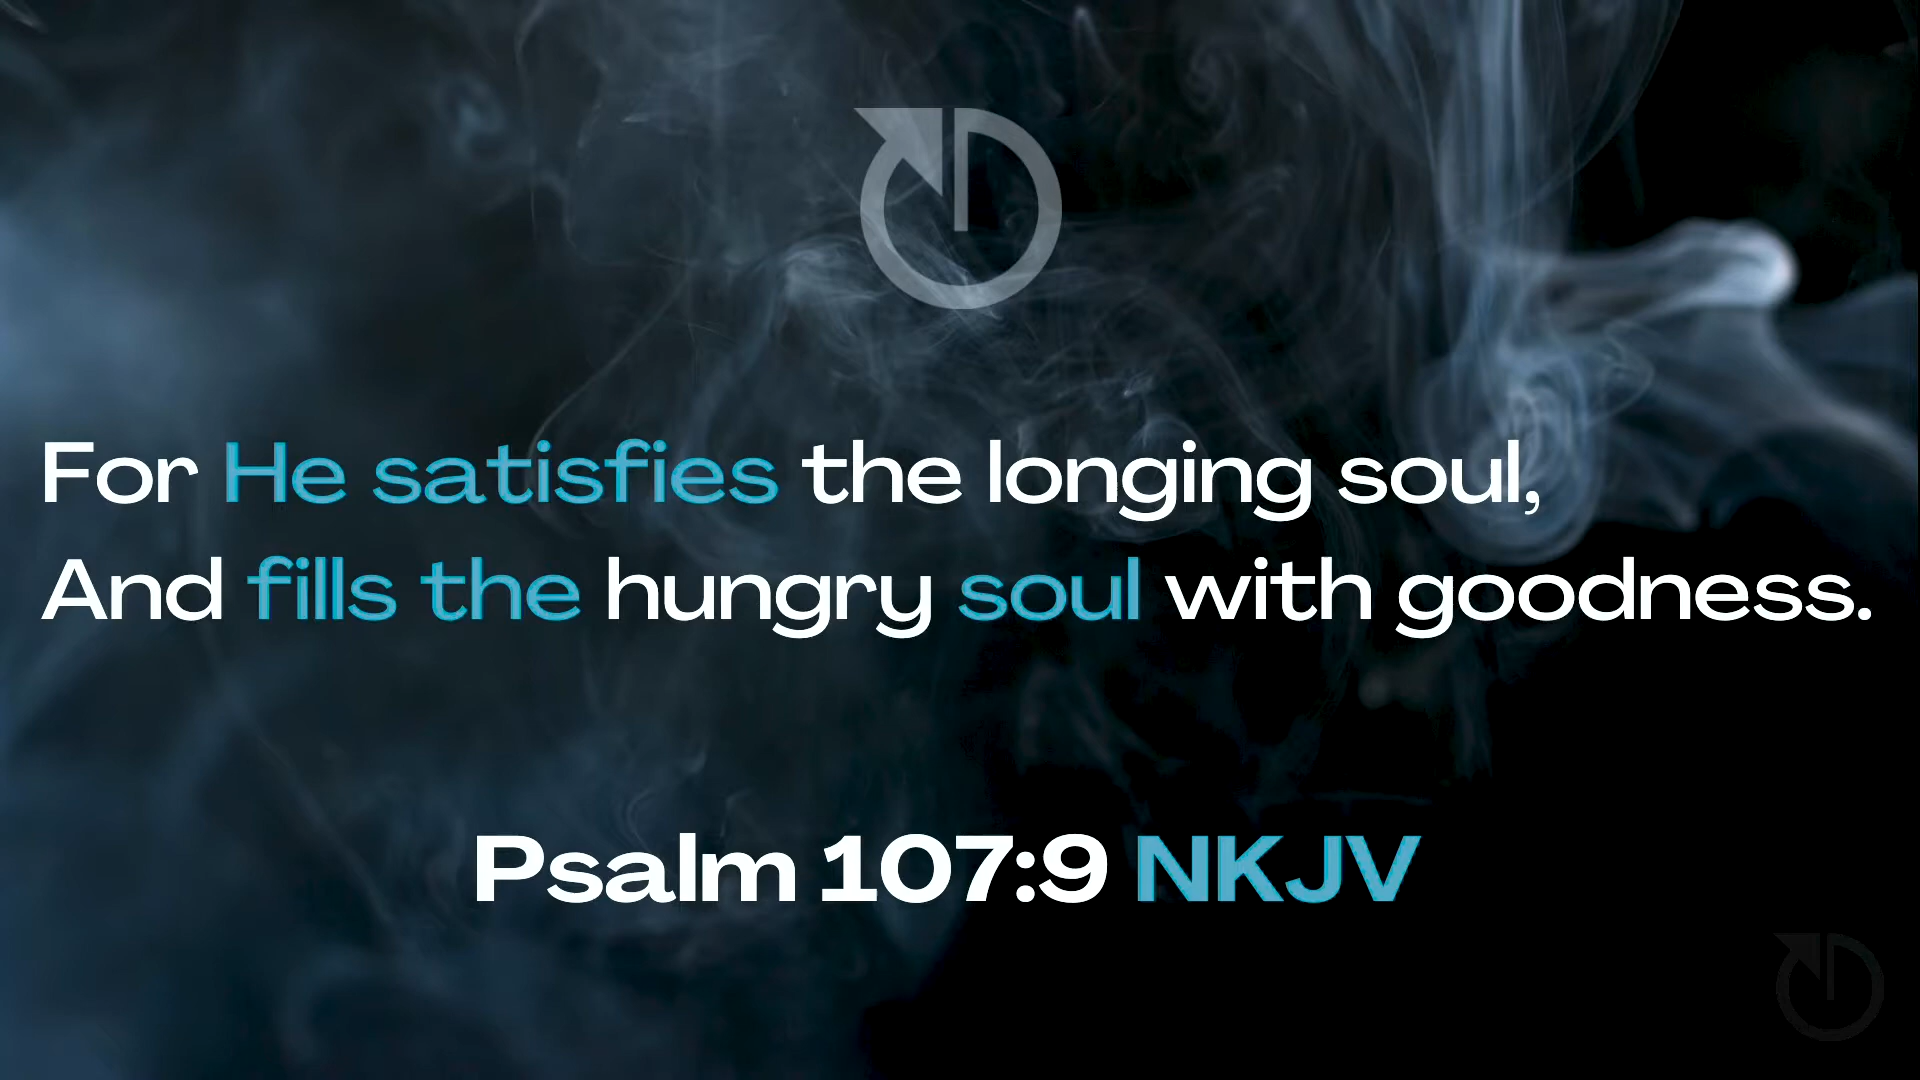 For He satisfies the longing soul,
And fills the hungry soul with goodness.
Psalm 107:9 NKJV